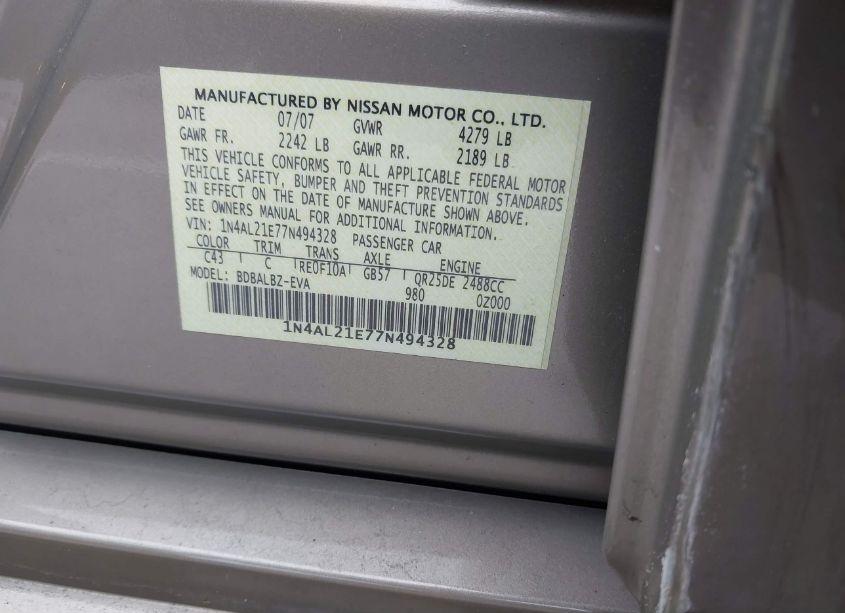 MANUFACTURED BY NISSAN MOTOR CO., LTD.
DATE 07/07 GVWR 4279 LB
GAWR FR. 2242 LB GAWR RR. 2189 LB
THIS VEHICLE CONFORMS TO ALL APPLICABLE FEDERAL MOTOR
VEHICLE SAFETY, BUMPER AND THEFT PREVENTION STANDARDS
IN EFFECT ON THE DATE OF MANUFACTURE SHOWN ABOVE.
SEE OWNERS MANUAL FOR ADDITIONAL INFORMATION.
VIN: 1N4AL21E77N494328 PASSENGER CAR
COLOR TRIM TRANS AXLE ENGINE
C43 C RE0F10A GB57 QR25DE 2488CC
MODEL: BDBALBZ-EVA 980 0Z000
1N4AL21E77N494328